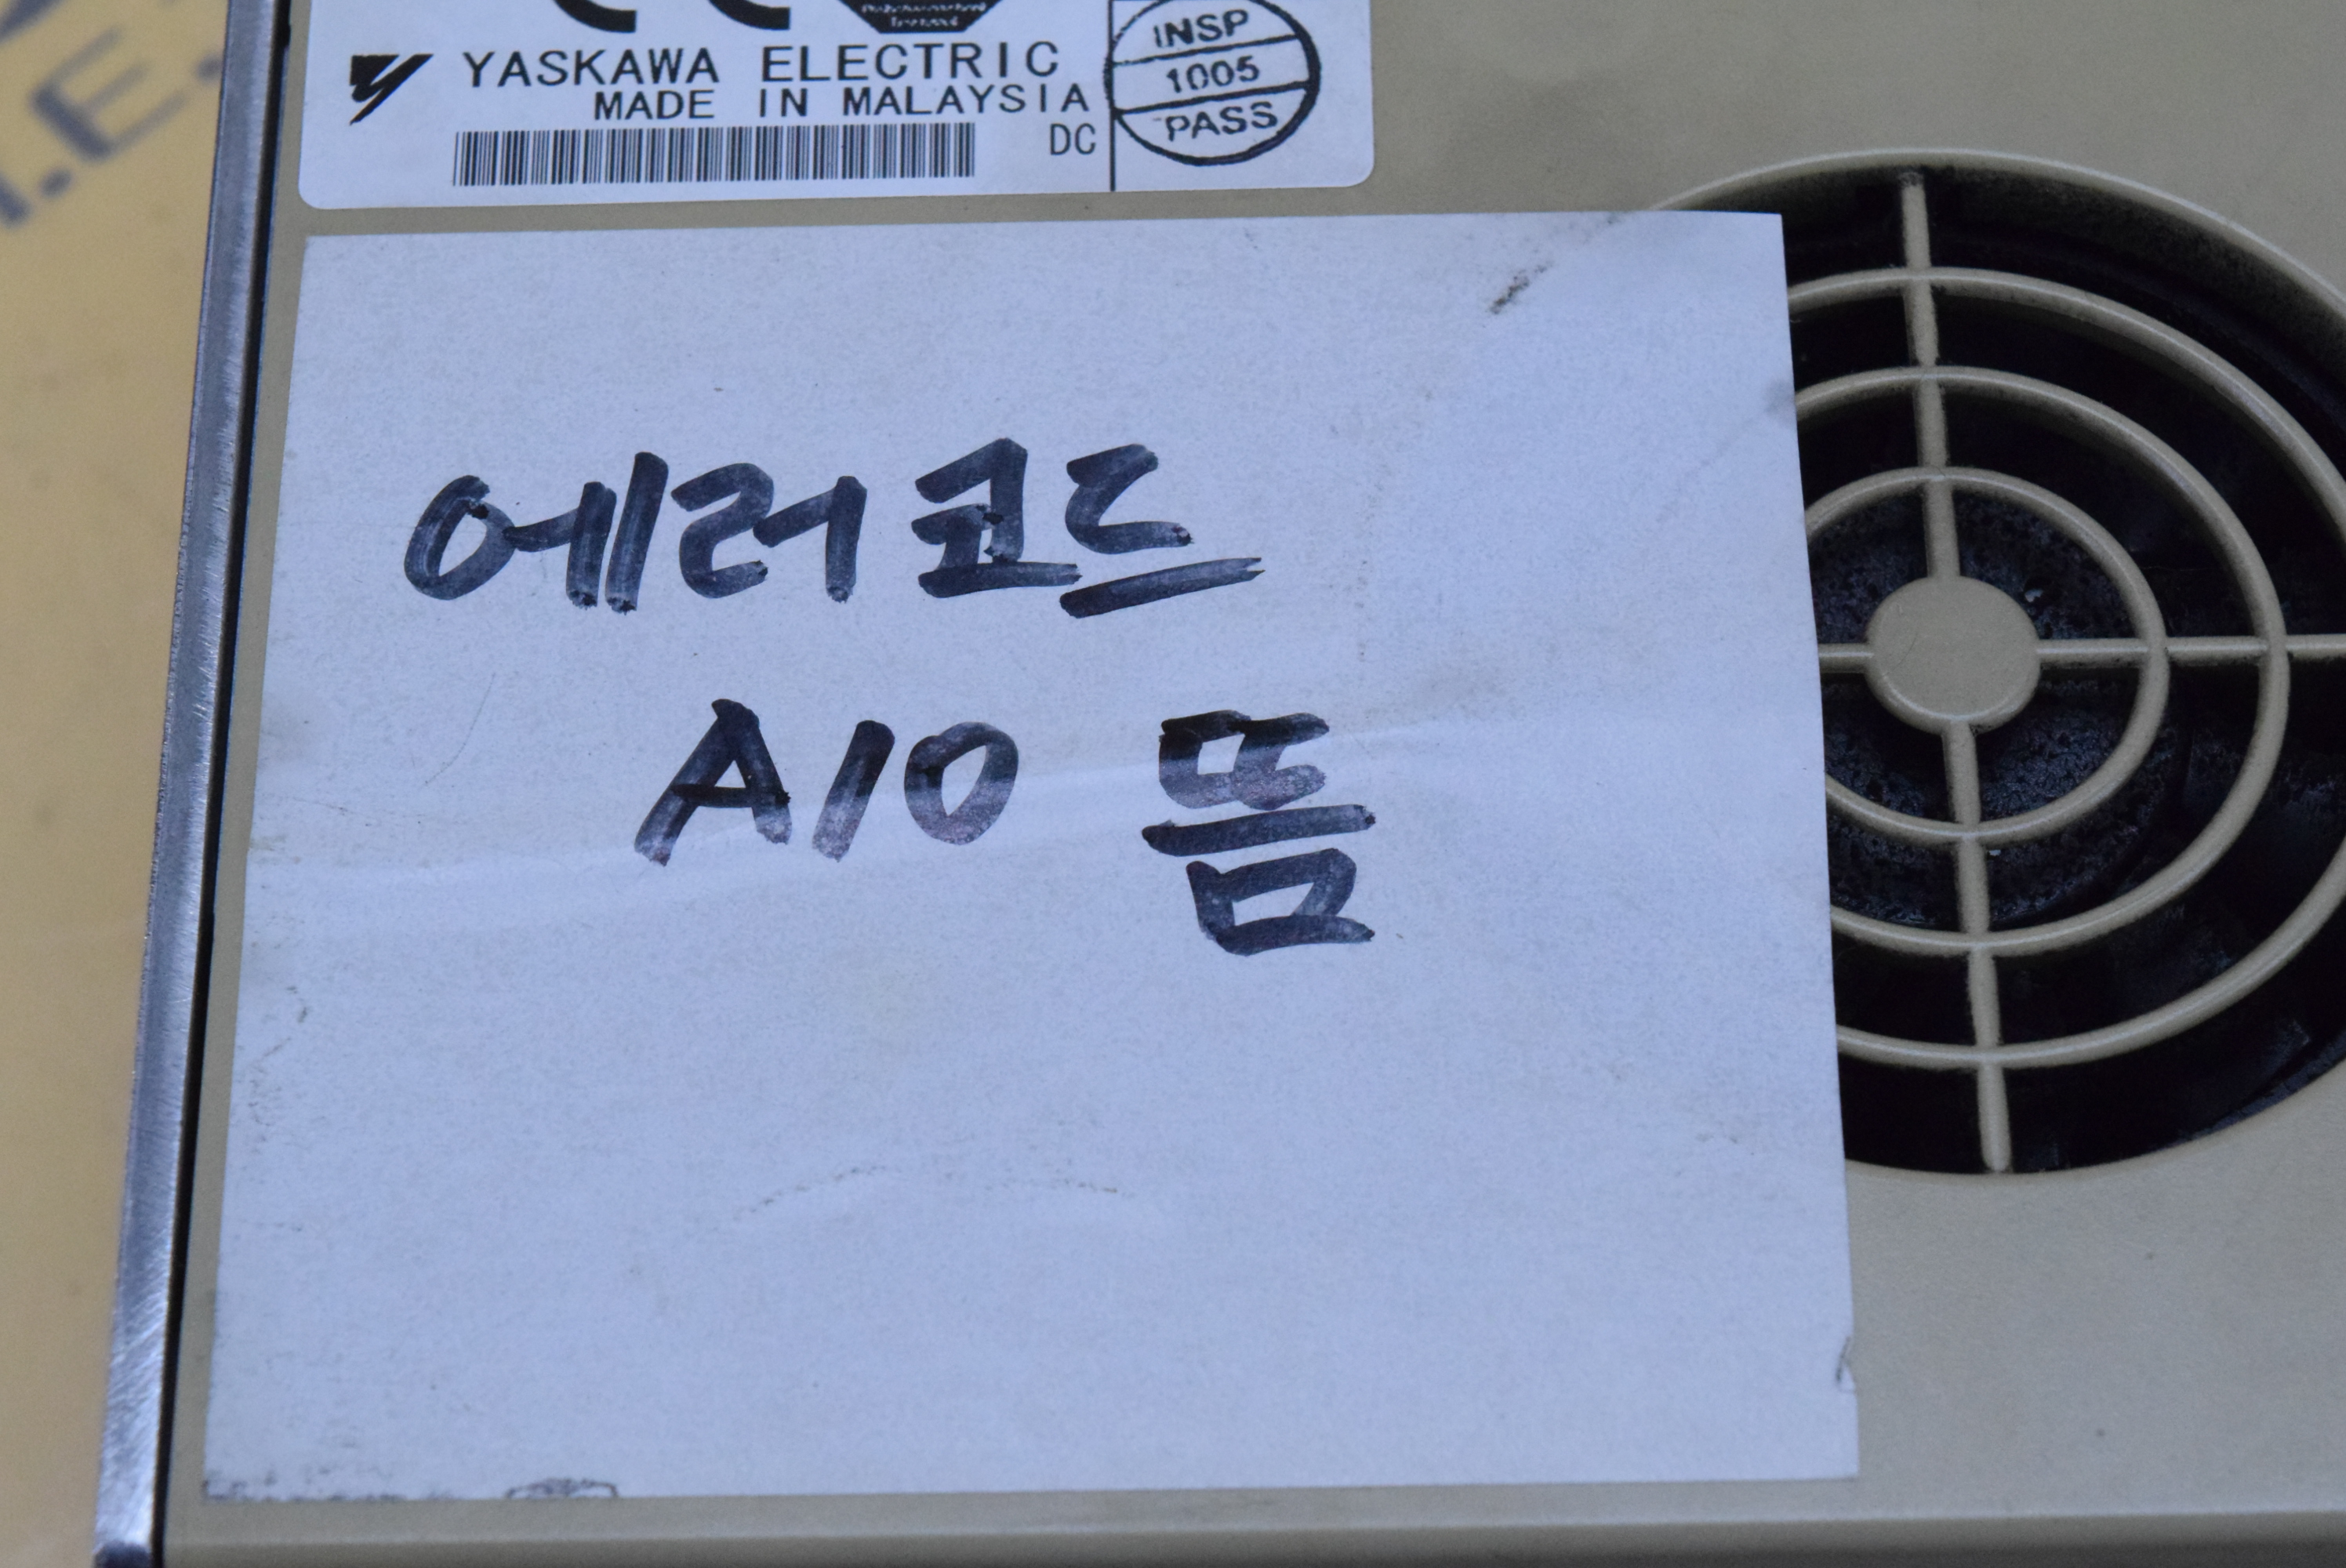 YASKAWA ELECTRIC
MADE IN MALAYSIA
DC
INSP
1005
PASS
에러코드
A10 뜸